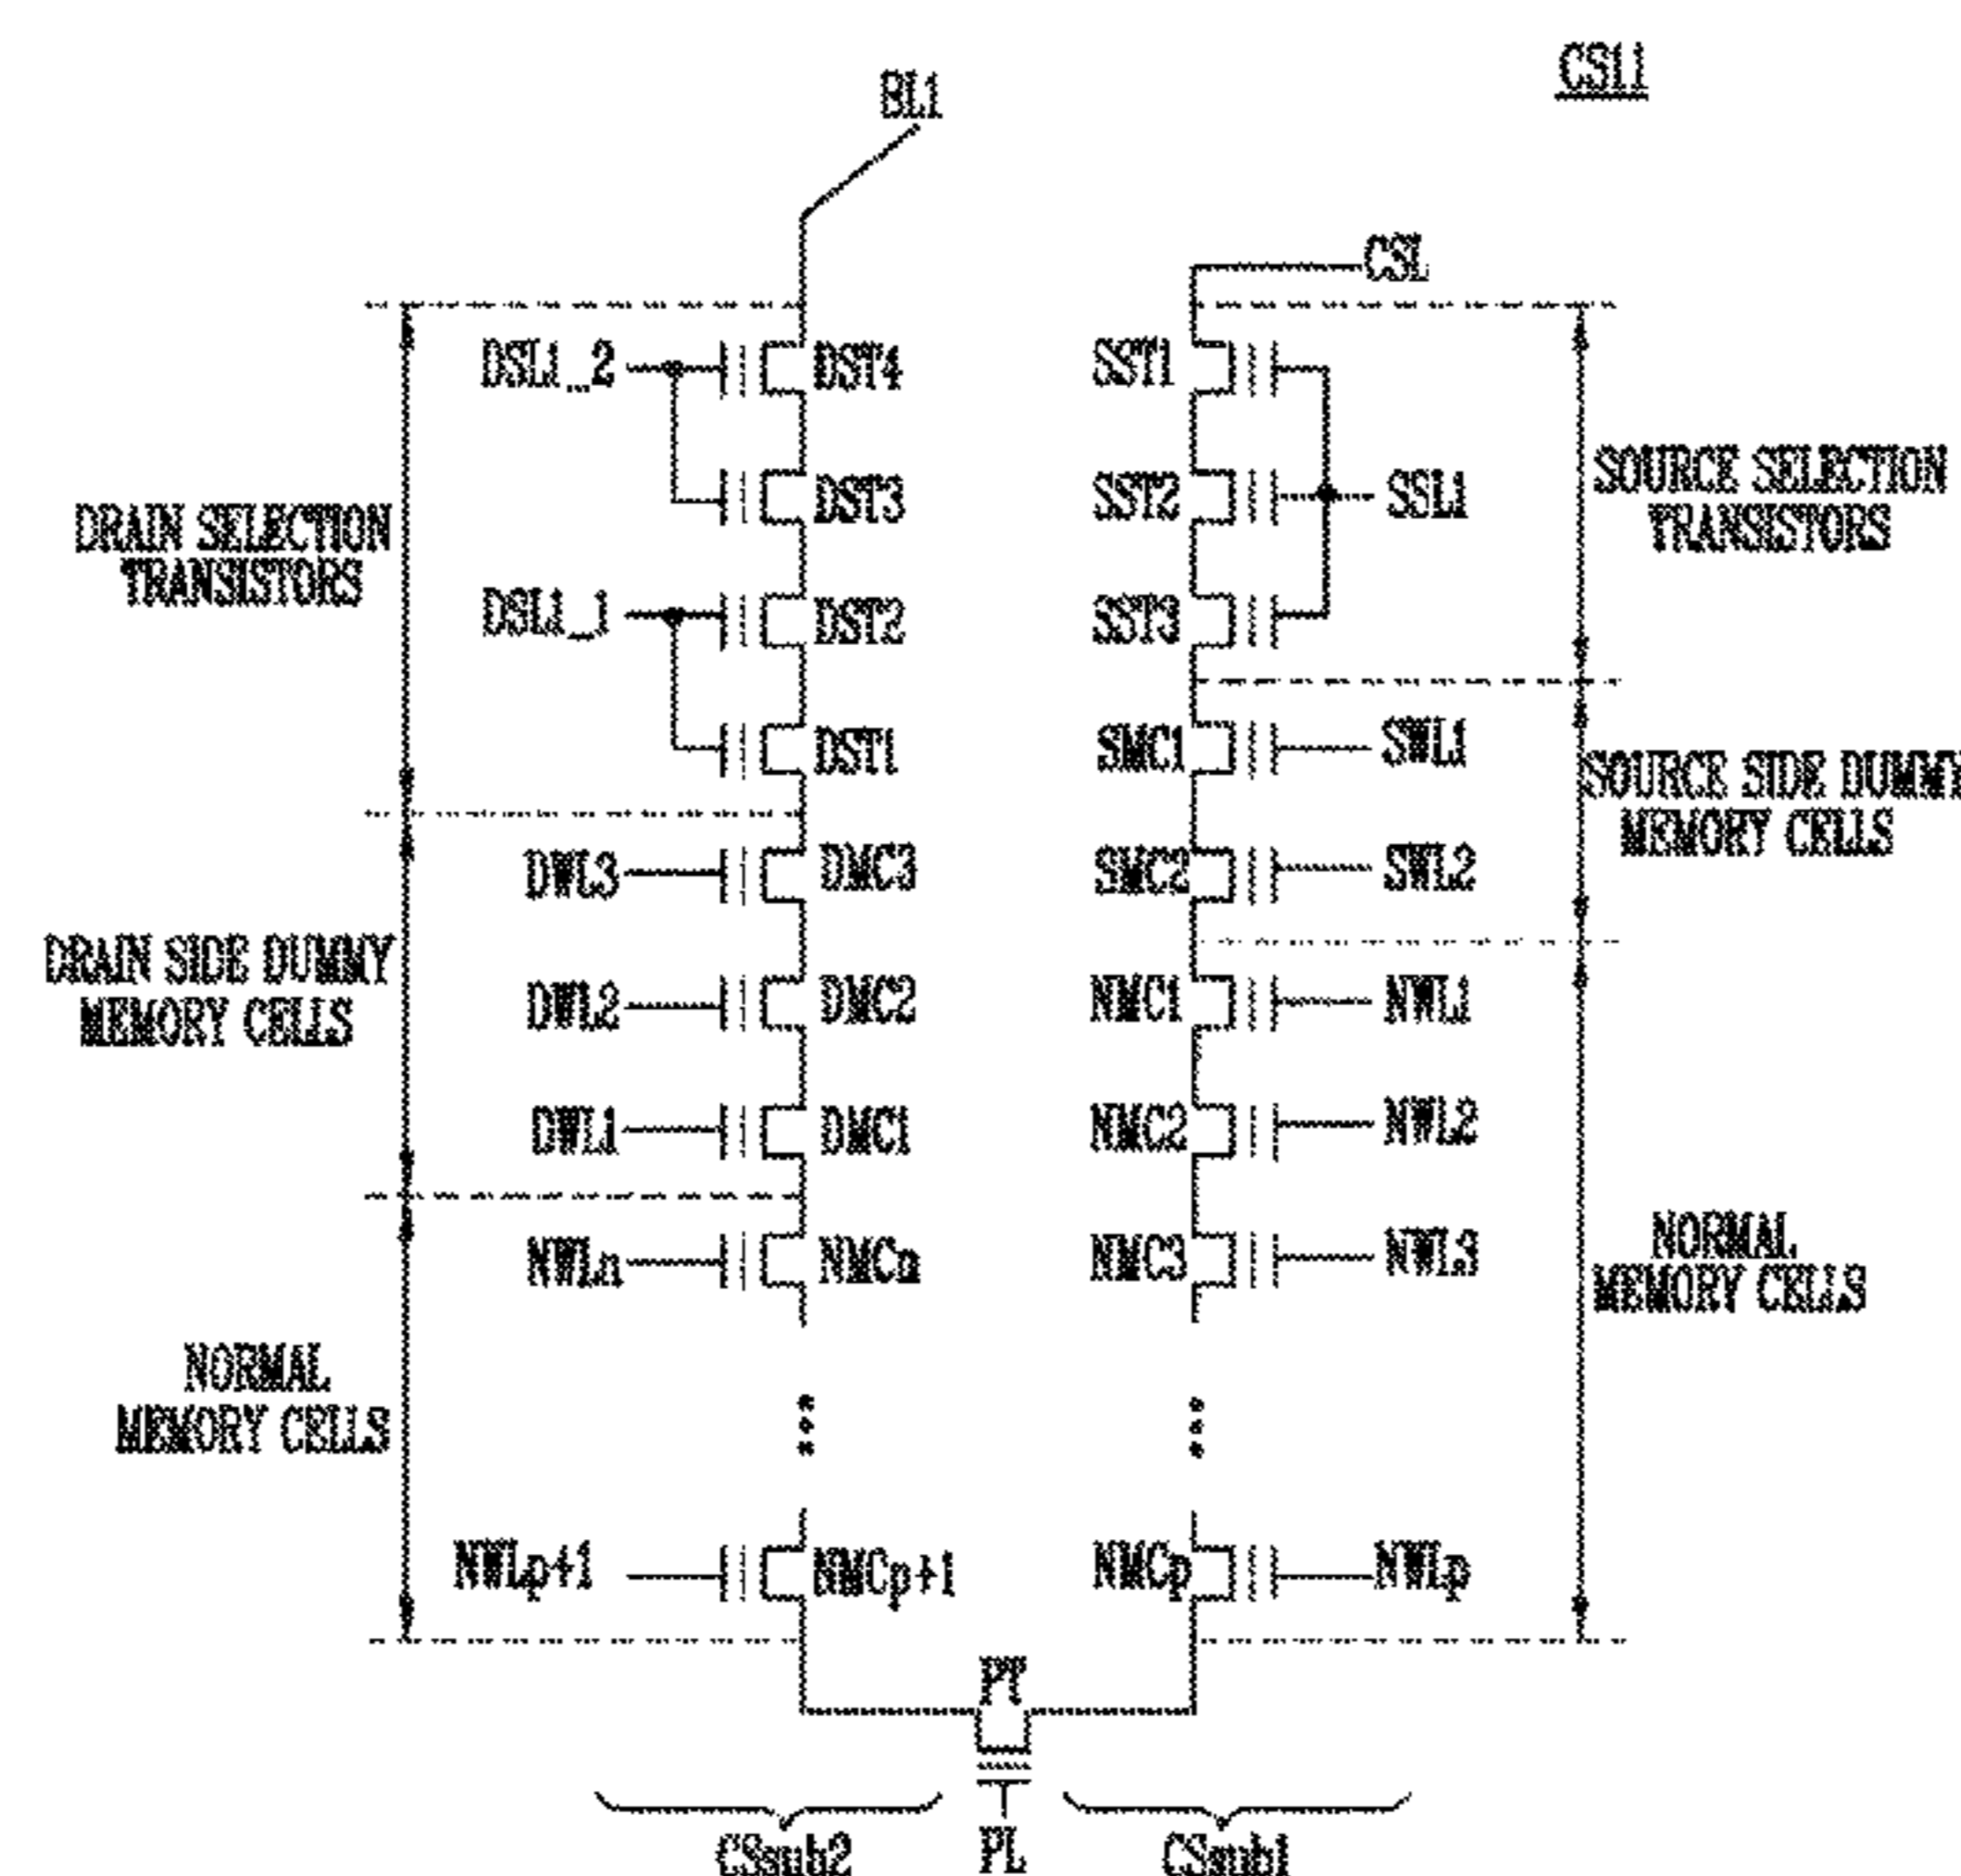 CS11
BL1
CSL
DSL1_2
DST4
SST1
DST3
SST2
SSL1
SOURCE SELECTION
TRANSISTORS
DRAIN SELECTION
TRANSISTORS
DSL1_1
DST2
SST3
DST1
SMC1
SWL1
SOURCE SIDE DUMMY
MEMORY CELLS
DWL3
DMC3
SMC2
SWL2
DRAIN SIDE DUMMY
MEMORY CELLS
DWL2
DMC2
NMC1
NWL1
DWL1
DMC1
NMC2
NWL2
NWLn
NMCn
NMC3
NWL3
NORMAL
MEMORY CELLS
NORMAL
MEMORY CELLS
NWLp+1
NMCp+1
NMCp
NWLp
PT
CSsub2
PL
CSsub1